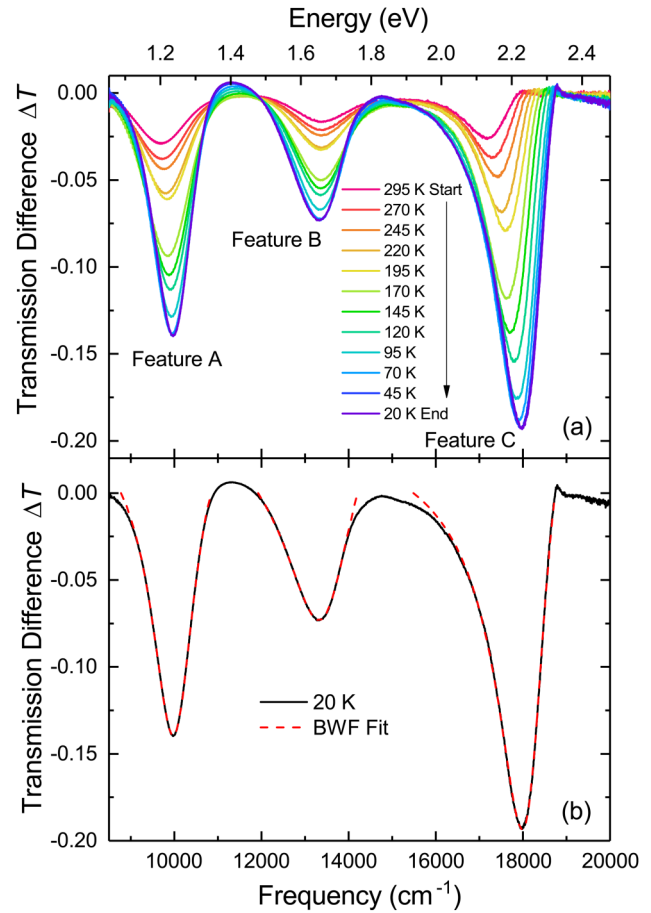 Energy (eV)
1.2 1.4 1.6 1.8 2.0 2.2 2.4
Transmission Difference ΔT
0.00
-0.05
-0.10
-0.15
-0.20
Feature A
Feature B
Feature C
295 K Start
270 K
245 K
220 K
195 K
170 K
145 K
120 K
95 K
70 K
45 K
20 K End
(a)
Transmission Difference ΔT
0.00
-0.05
-0.10
-0.15
-0.20
20 K
BWF Fit
(b)
10000 12000 14000 16000 18000 20000
Frequency (cm⁻¹)